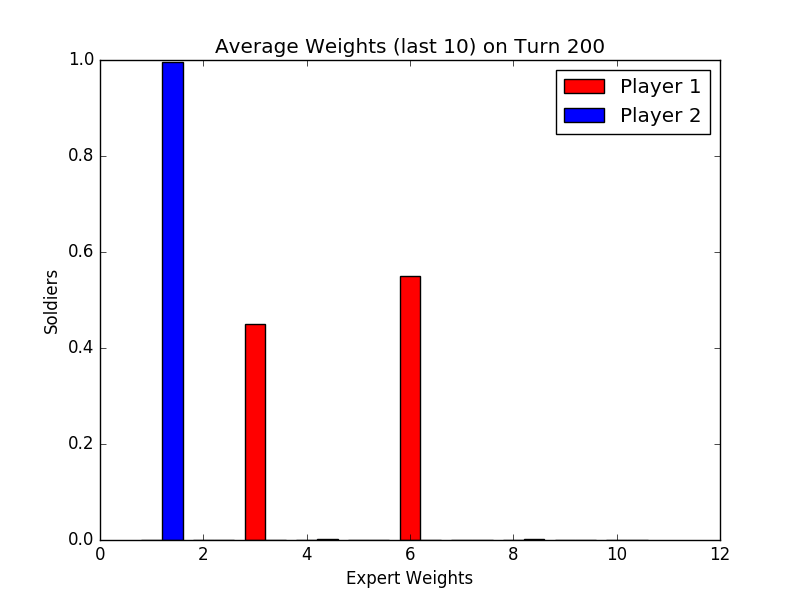 Average Weights (last 10) on Turn 200
1.0
0.8
0.6
0.4
0.2
0.0
Soldiers
Player 1
Player 2
0 2 4 6 8 10 12
Expert Weights